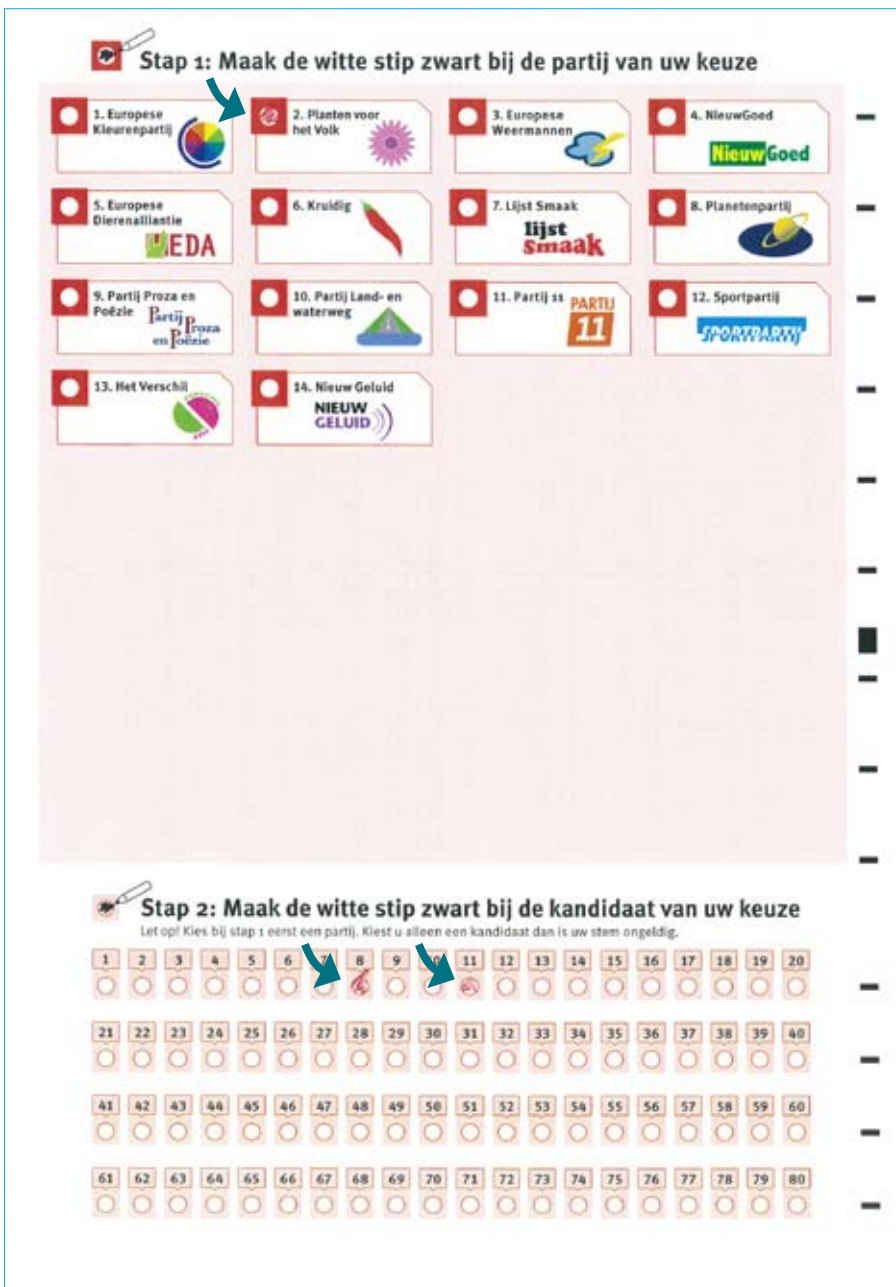 Stap 1: Maak de witte stip zwart bij de partij van uw keuze
1. Europese
Kleurenpartij
2. Planten voor
het Volk
3. Europese
Weermannen
4. NieuwGoed
NieuwGoed
5. Europese
Dierenalliantie
EDA
6. Kruidig
7. Lijst Smaak
lijst
smaak
8. Planetenpartij
9. Partij Proza en
Poëzie
Partij
Proza
en Poëzie
10. Partij Land- en
waterweg
11. Partij 11
PARTIJ
11
12. Sportpartij
SPORTPARTIJ
13. Het Verschil
14. Nieuw Geluid
NIEUW
GELUID
Stap 2: Maak de witte stip zwart bij de kandidaat van uw keuze
Let op! Kies bij stap 1 eerst een partij. Kiest u alleen een kandidaat dan is uw stem ongeldig.
1 2 3 4 5 6 7 8 9 10 11 12 13 14 15 16 17 18 19 20
21 22 23 24 25 26 27 28 29 30 31 32 33 34 35 36 37 38 39 40
41 42 43 44 45 46 47 48 49 50 51 52 53 54 55 56 57 58 59 60
61 62 63 64 65 66 67 68 69 70 71 72 73 74 75 76 77 78 79 80